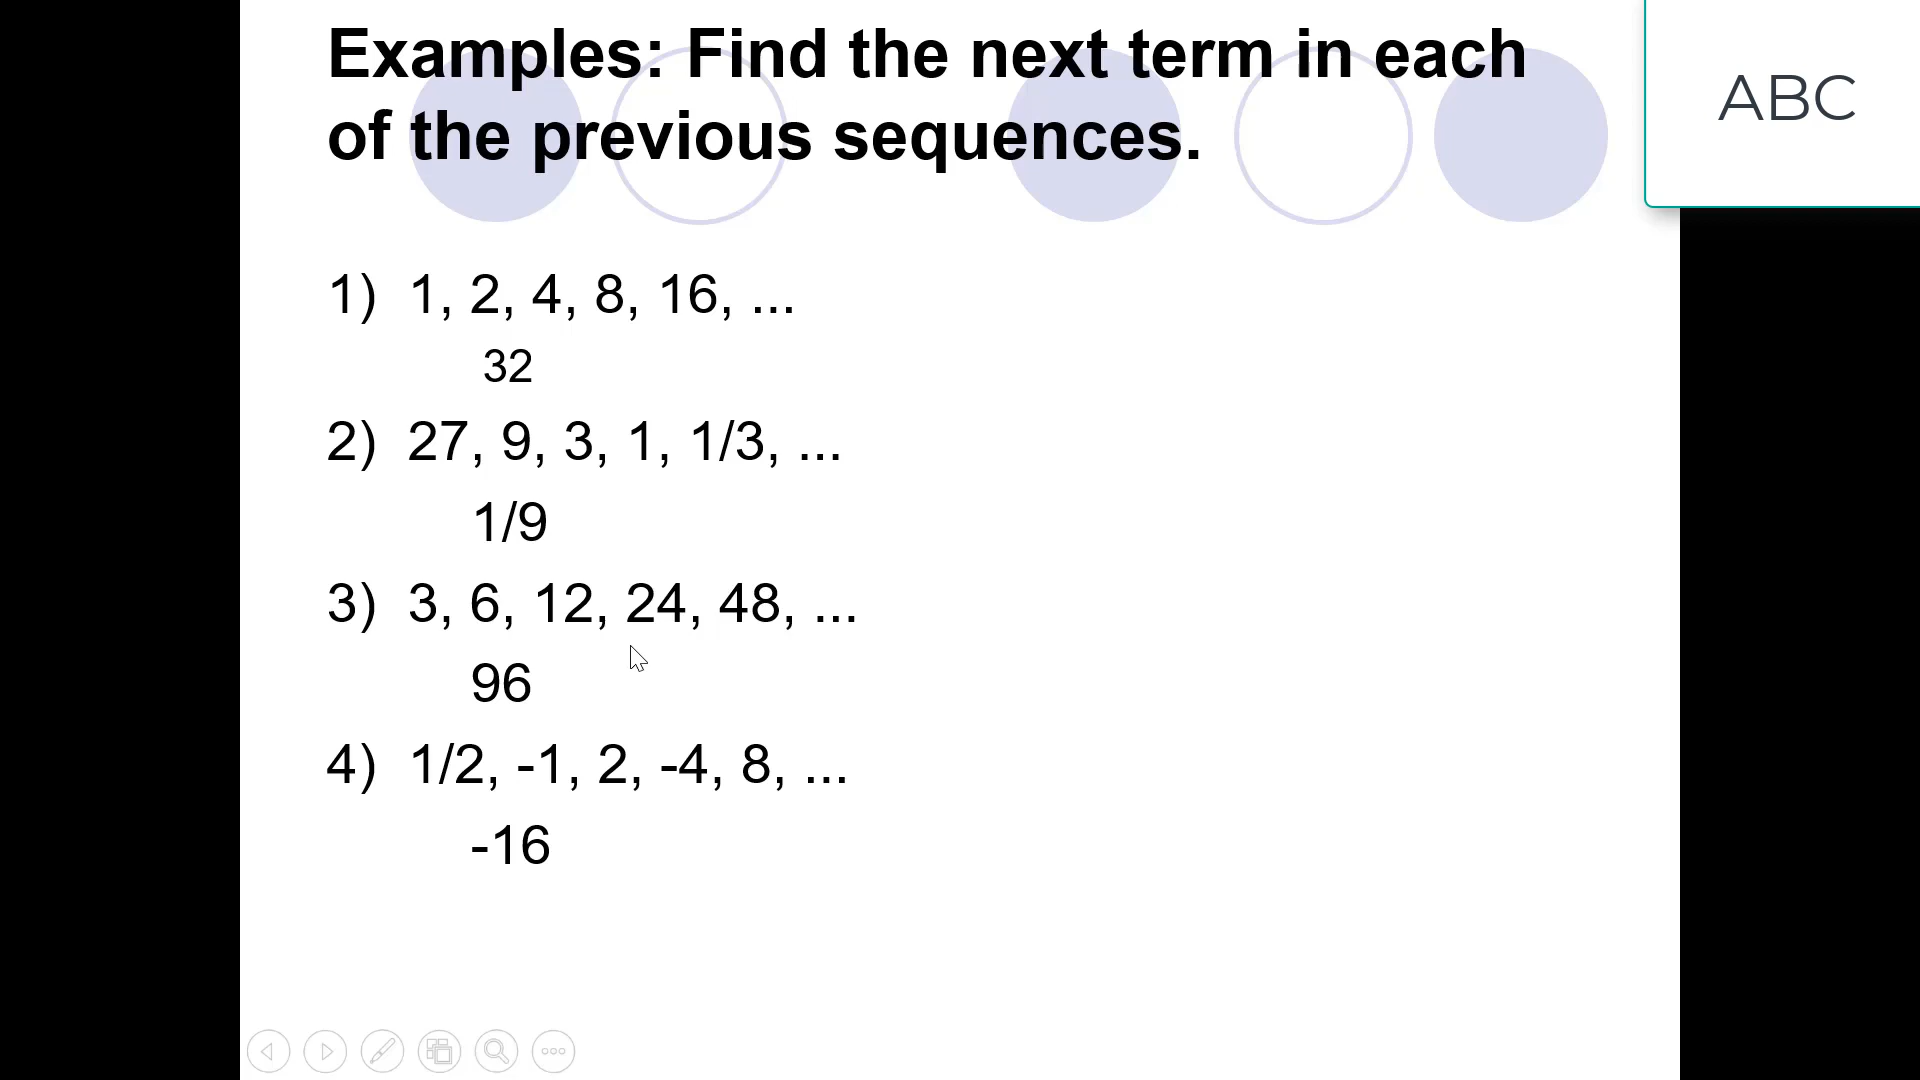 Examples: Find the next term in each
of the previous sequences.
ABC
1) 1, 2, 4, 8, 16, ...
32
2) 27, 9, 3, 1, 1/3, ...
1/9
3) 3, 6, 12, 24, 48, ...
96
4) 1/2, -1, 2, -4, 8, ...
-16